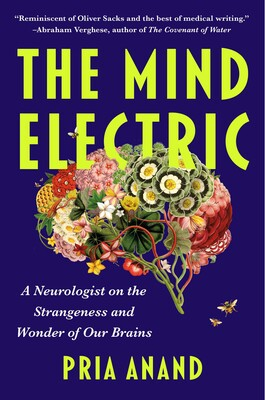 “Reminiscent of Oliver Sacks and the best of medical writing.”
–Abraham Verghese, author of The Covenant of Water
THE MIND
ELECTRIC
A Neurologist on the
Strangeness and
Wonder of Our Brains
PRIA ANAND